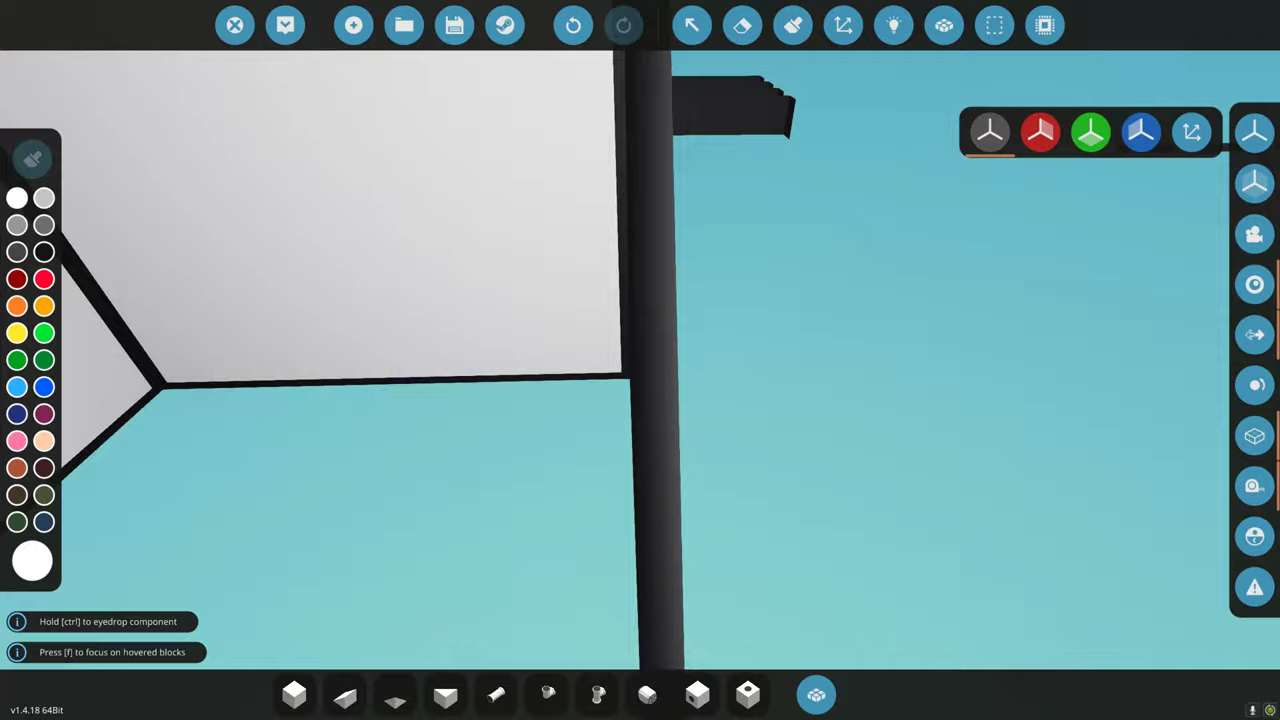 Hold [ctrl] to eyedrop component
Press [f] to focus on hovered blocks
v1.4.18 64Bit